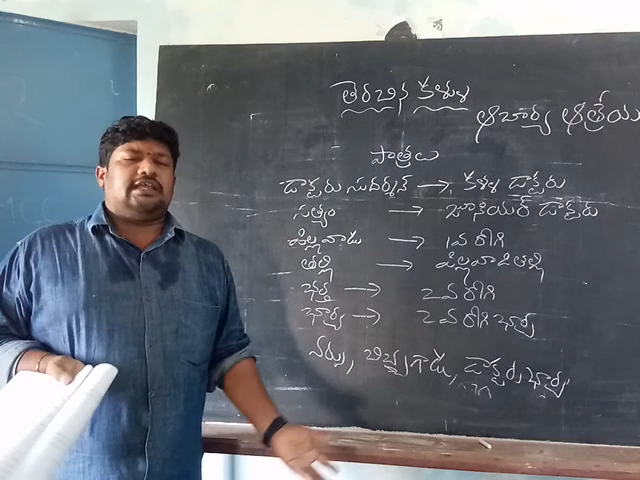 తెరచిన కళ్ళు
ఆచార్య ఆత్రేయ
పాత్రలు
డాక్టరు సుదర్శన్ → కళ్ళ డాక్టరు
సత్యం → జూనియర్ డాక్టరు
పిల్లవాడు → 1వ రోగి
తల్లి → పిల్లవాడి తల్లి
భర్త → 2వ రోగి
భార్య → 2వ రోగి భార్య
నర్సు, బిచ్చగాడు, డాక్టర్ భార్య